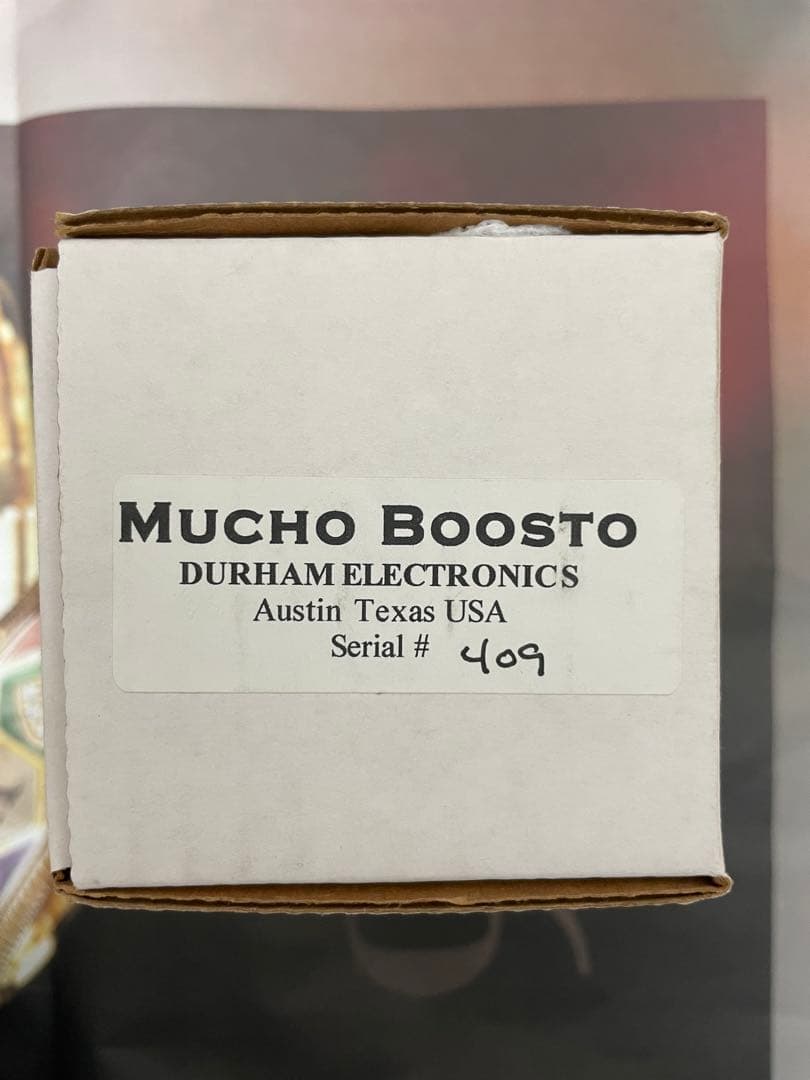 MUCHO BOOSTO
DURHAM ELECTRONICS
Austin Texas USA
Serial # 409